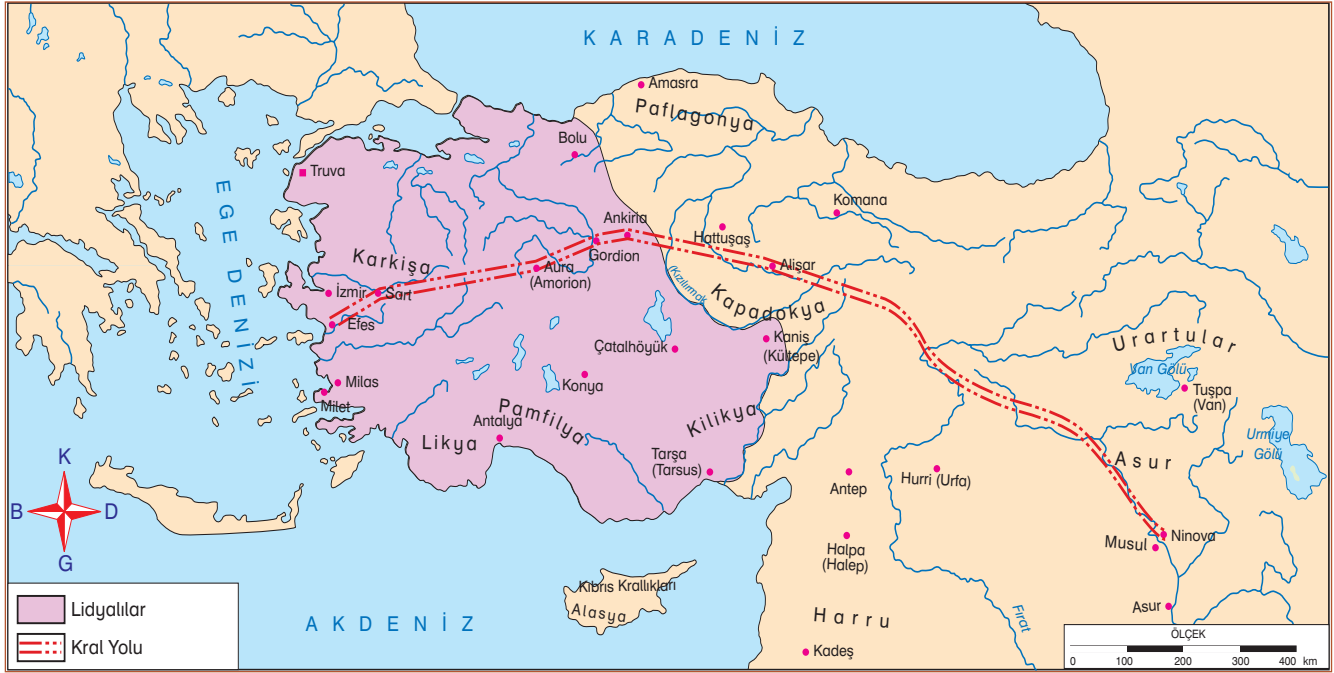 KARADENİZ
Amasra
Paflagonya
Bolu
Truva
EGE DENİZİ
Komana
Ankiria
Hattuşaş
Gordion
Karkişa
Aura
(Amorion)
Alişar
(Kızılırmak
İzmir
Sart
Kapadokya
Efes
Kaniş
(Kültepe)
Urartular
Çatalhöyük
Van Gölü
Konya
Tuşpa
(Van)
Milas
Milet
Pamfilya
Antalya
Kilikya
Likya
Urmiye
Gölü
Tarşa
(Tarsus)
Asur
Antep
Hurri (Urfa)
K
B
D
G
Ninova
Musul
Halpa
(Halep)
Kıbrıs Krallıkları
Alasya
Asur
Harru
Fırat
AKDENİZ
Kadeş
Lidyalılar
Kral Yolu
ÖLÇEK
0 100 200 300 400 km